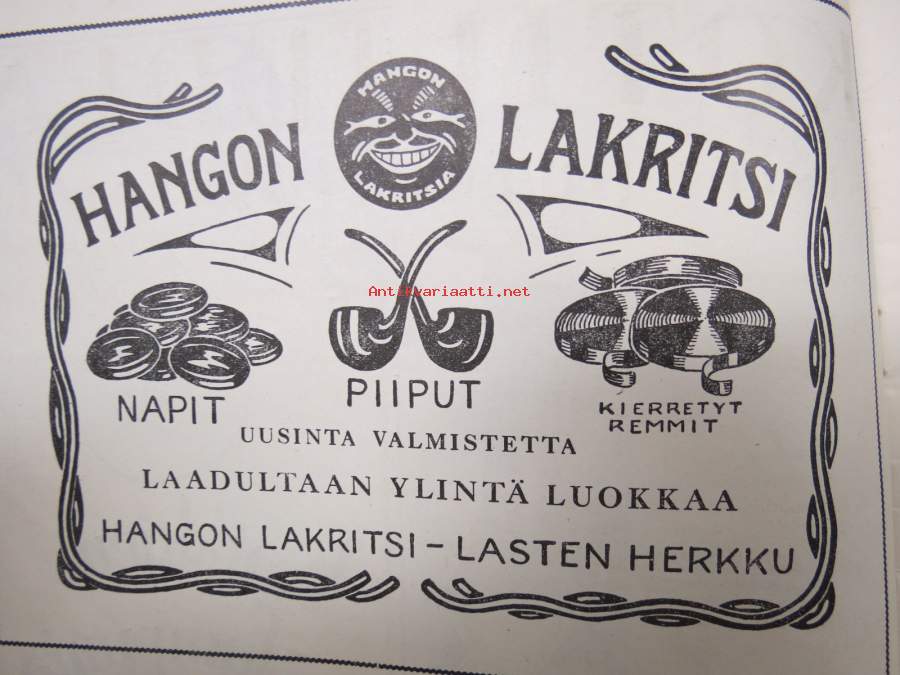 HANGON
HANGON
LAKRITSIA
LAKRITSI
Antikvariaatti.net
NAPIT
PIIPUT
KIERRETYT
REMMIT
UUSINTA VALMISTETTA
LAADULTAAN YLINTÄ LUOKKAA
HANGON LAKRITSI – LASTEN HERKKU